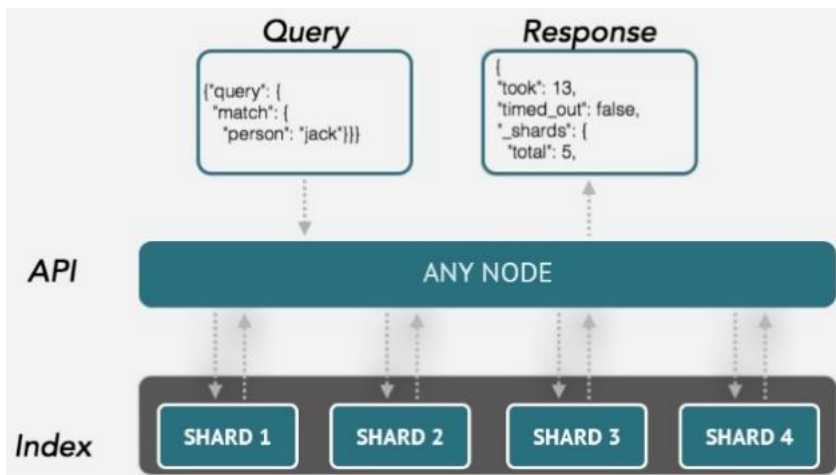 Query
Response
{"query": {
"match": {
"person": "jack"}}}
{
"took": 13,
"timed_out": false,
"_shards": {
"total": 5,
API
ANY NODE
Index
SHARD 1
SHARD 2
SHARD 3
SHARD 4